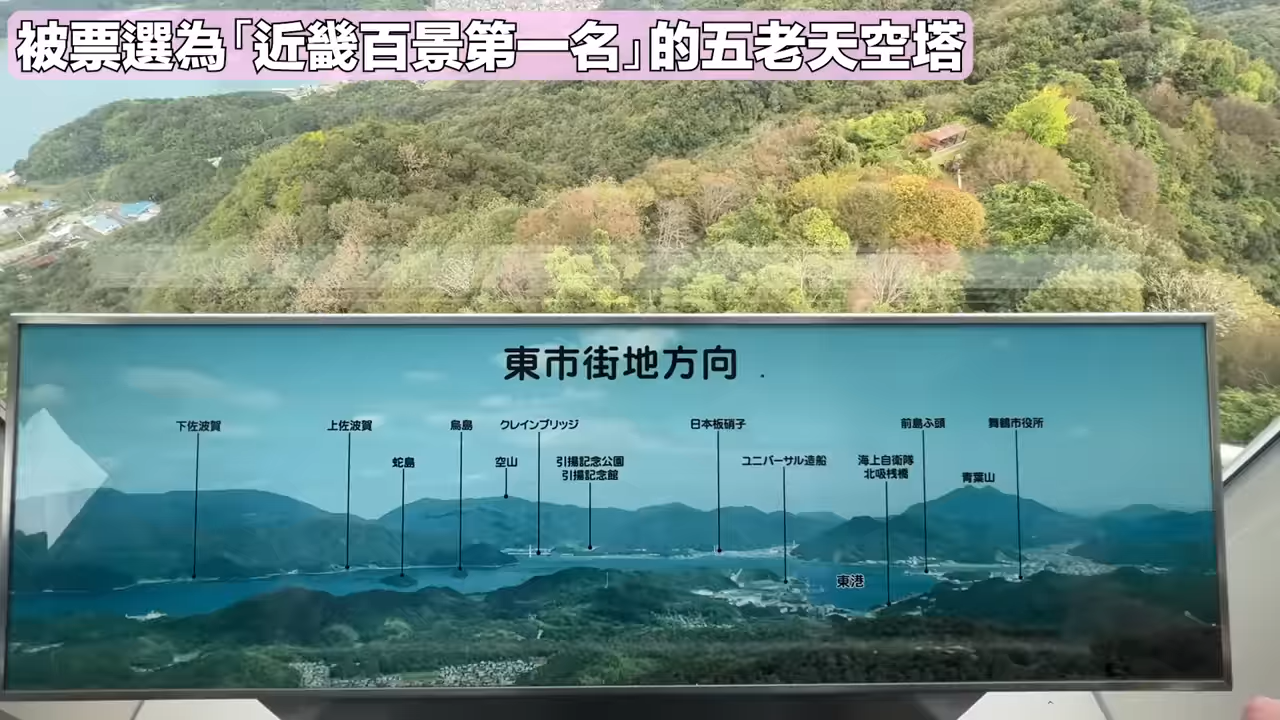 被票選為「近畿百景第一名」的五老天空塔
東市街地方向
下佐波賀
上佐波賀
蛇島
烏島
空山
クレインブリッジ
引揚記念公園
引揚記念館
日本板硝子
ユニバーサル造船
海上自衛隊
北吸桟橋
前島ふ頭
青葉山
舞鶴市役所
東港